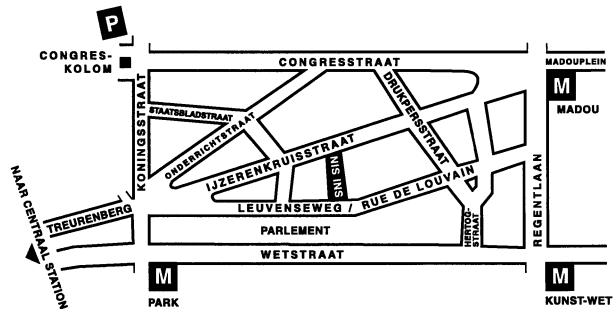 P
CONGRES-
KOLOM
CONGRESSTRAAT
MADOUPLEIN
M
MADOU
KONINGSSTRAAT
STAATSBLADSTRAAT
ONDERRICHTSTRAAT
DRUKPERSSTRAAT
IJZERENKRUISSTRAAT
NIS INS
REGENTLAAN
NAAR CENTRAAL STATION
TREURENBERG
LEUVENSEWEG / RUE DE LOUVAIN
PARLEMENT
HERTOG-
STRAAT
WETSTRAAT
M
PARK
M
KUNST-WET